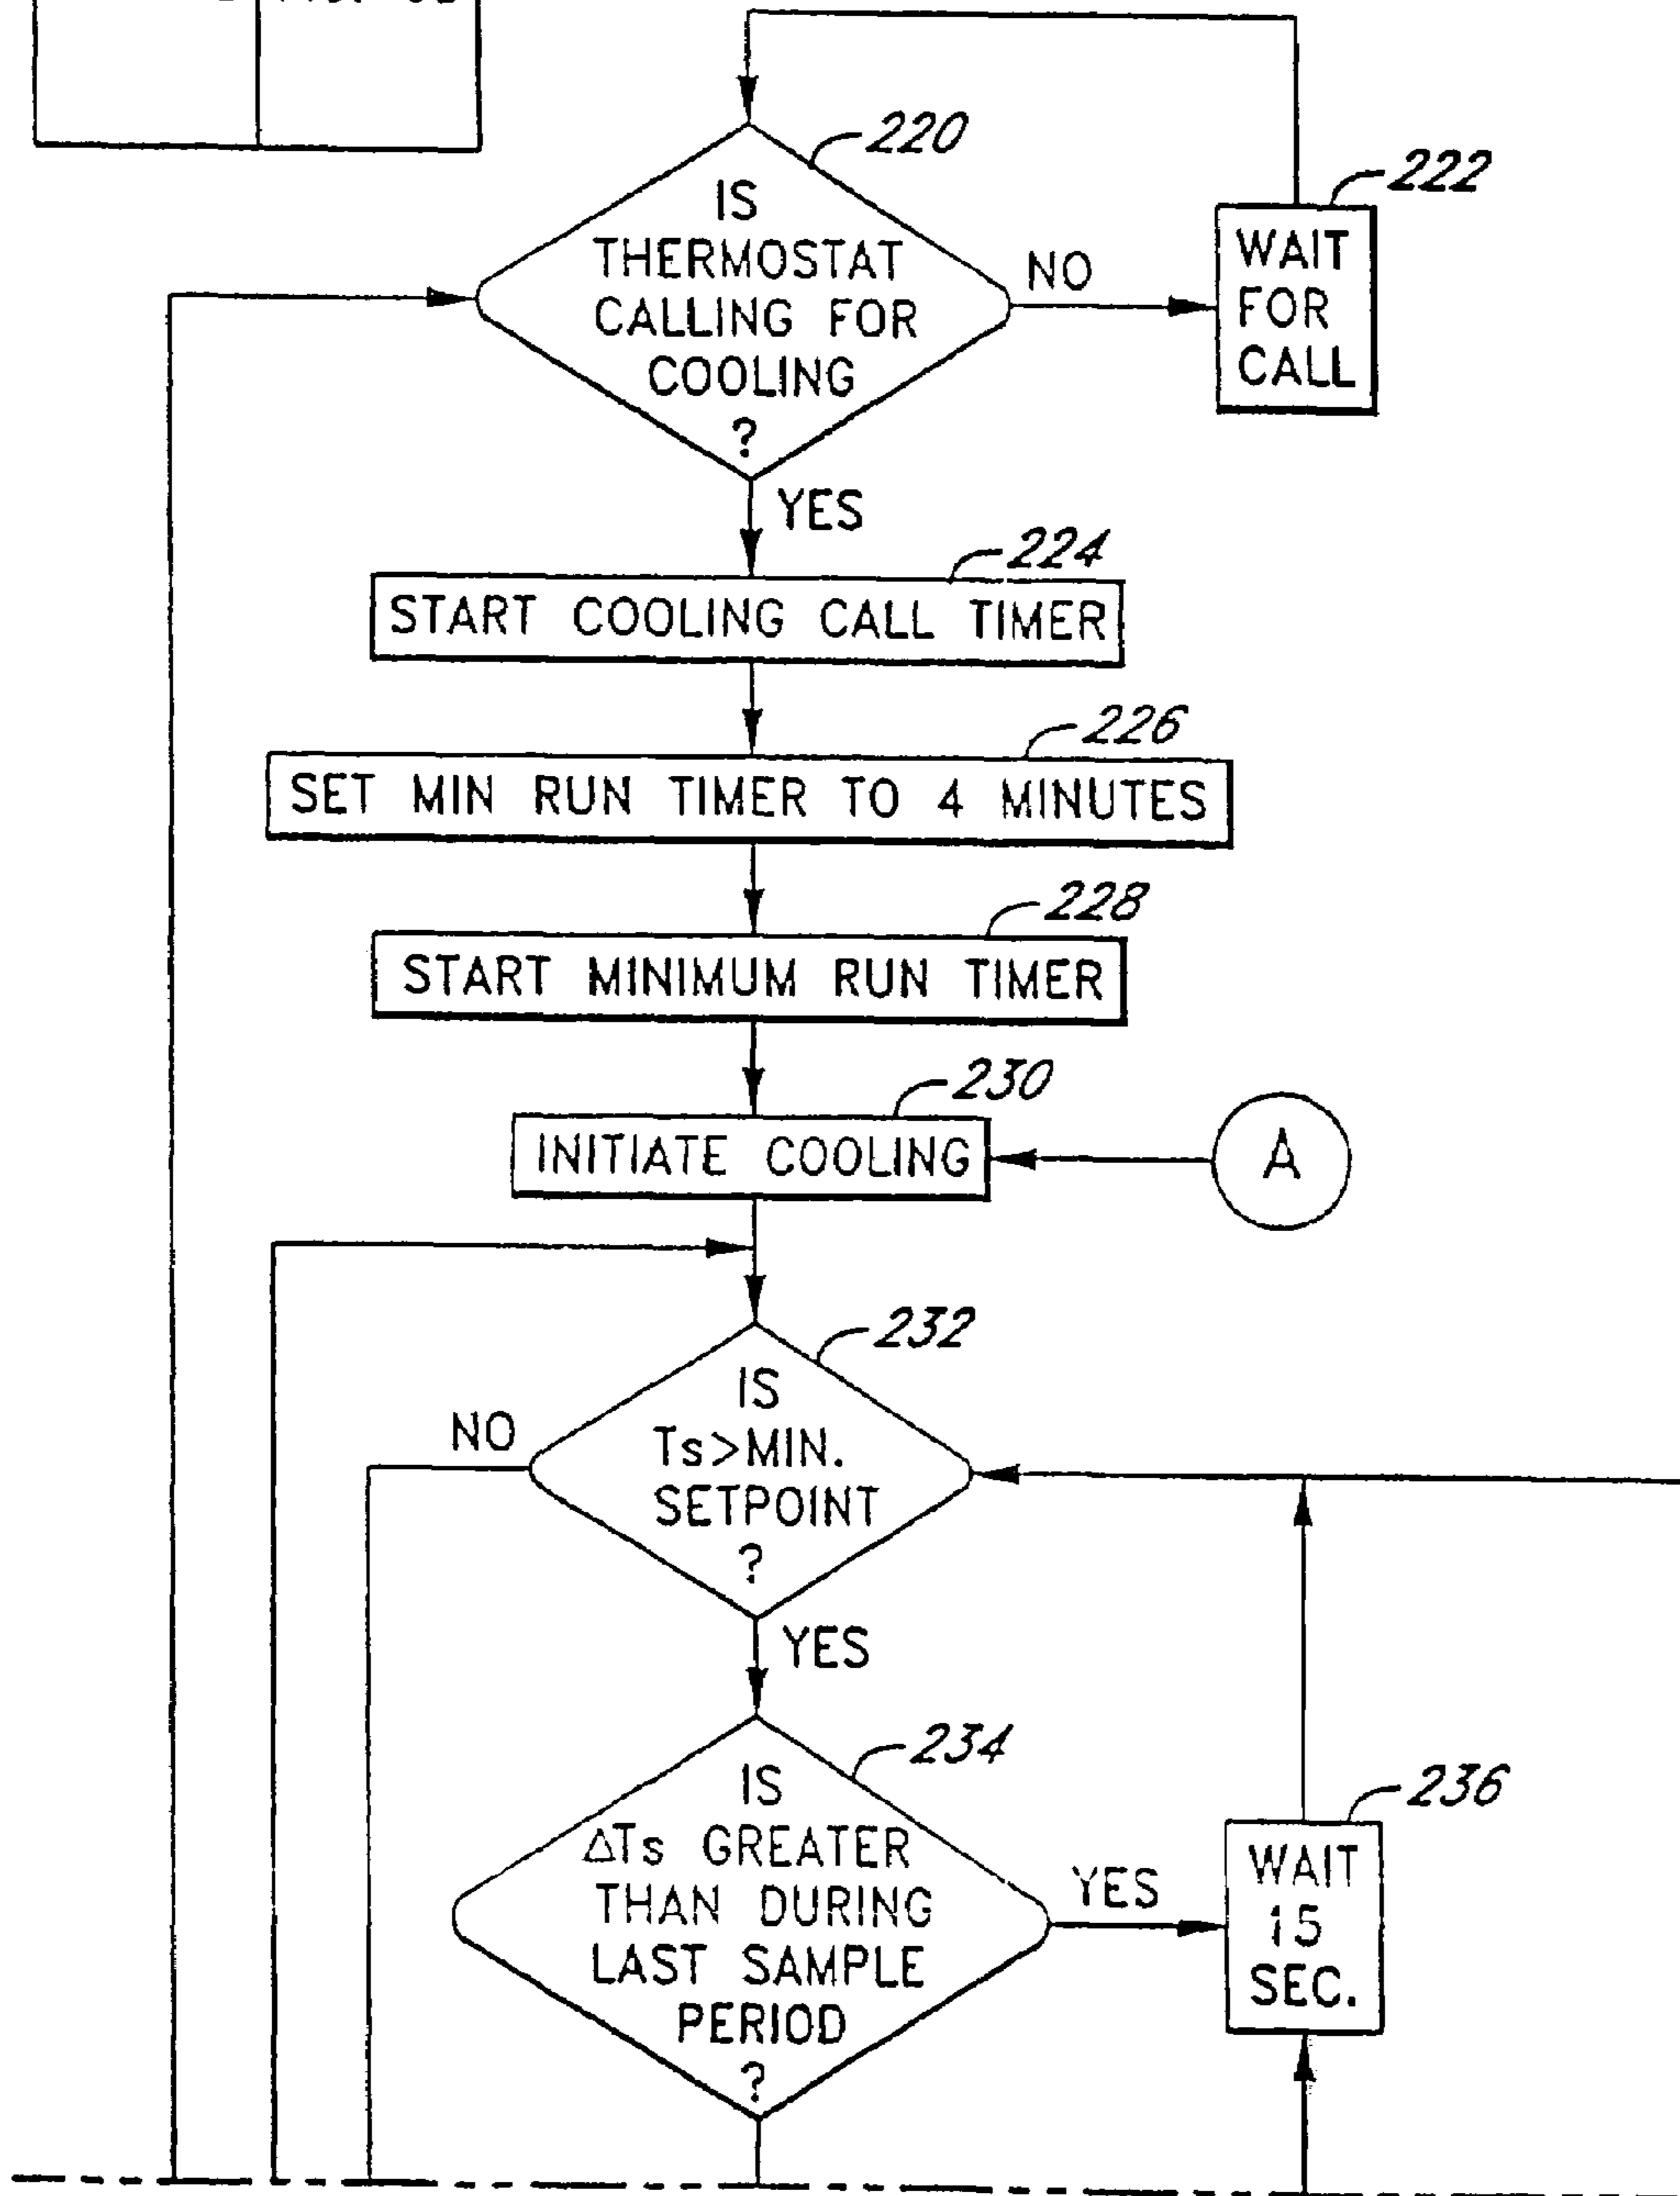 220
IS
THERMOSTAT
CALLING FOR
COOLING
?
NO
222
WAIT
FOR
CALL
YES
224
START COOLING CALL TIMER
226
SET MIN RUN TIMER TO 4 MINUTES
228
START MINIMUM RUN TIMER
230
INITIATE COOLING
A
232
IS
Ts>MIN.
SETPOINT
?
NO
YES
234
IS
ΔTs GREATER
THAN DURING
LAST SAMPLE
PERIOD
?
YES
236
WAIT
15
SEC.